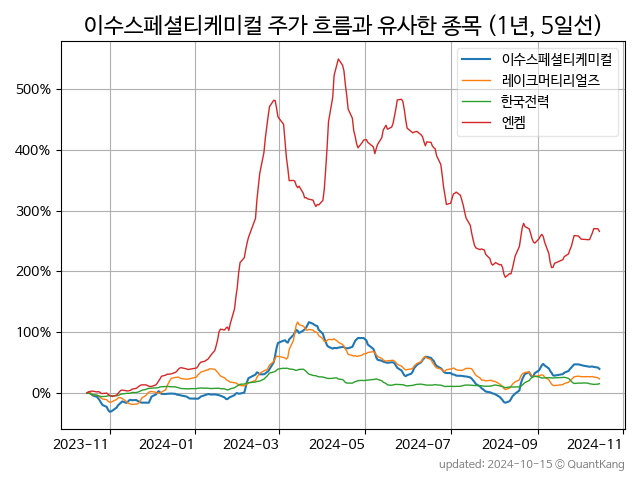 이수스페셜티케미컬 주가 흐름과 유사한 종목 (1년, 5일선)
이수스페셜티케미컬
레이크머티리얼즈
한국전력
엔켐
500%
400%
300%
200%
100%
0%
2023-11 2024-01 2024-03 2024-05 2024-07 2024-09 2024-11
updated: 2024-10-15 © QuantKang